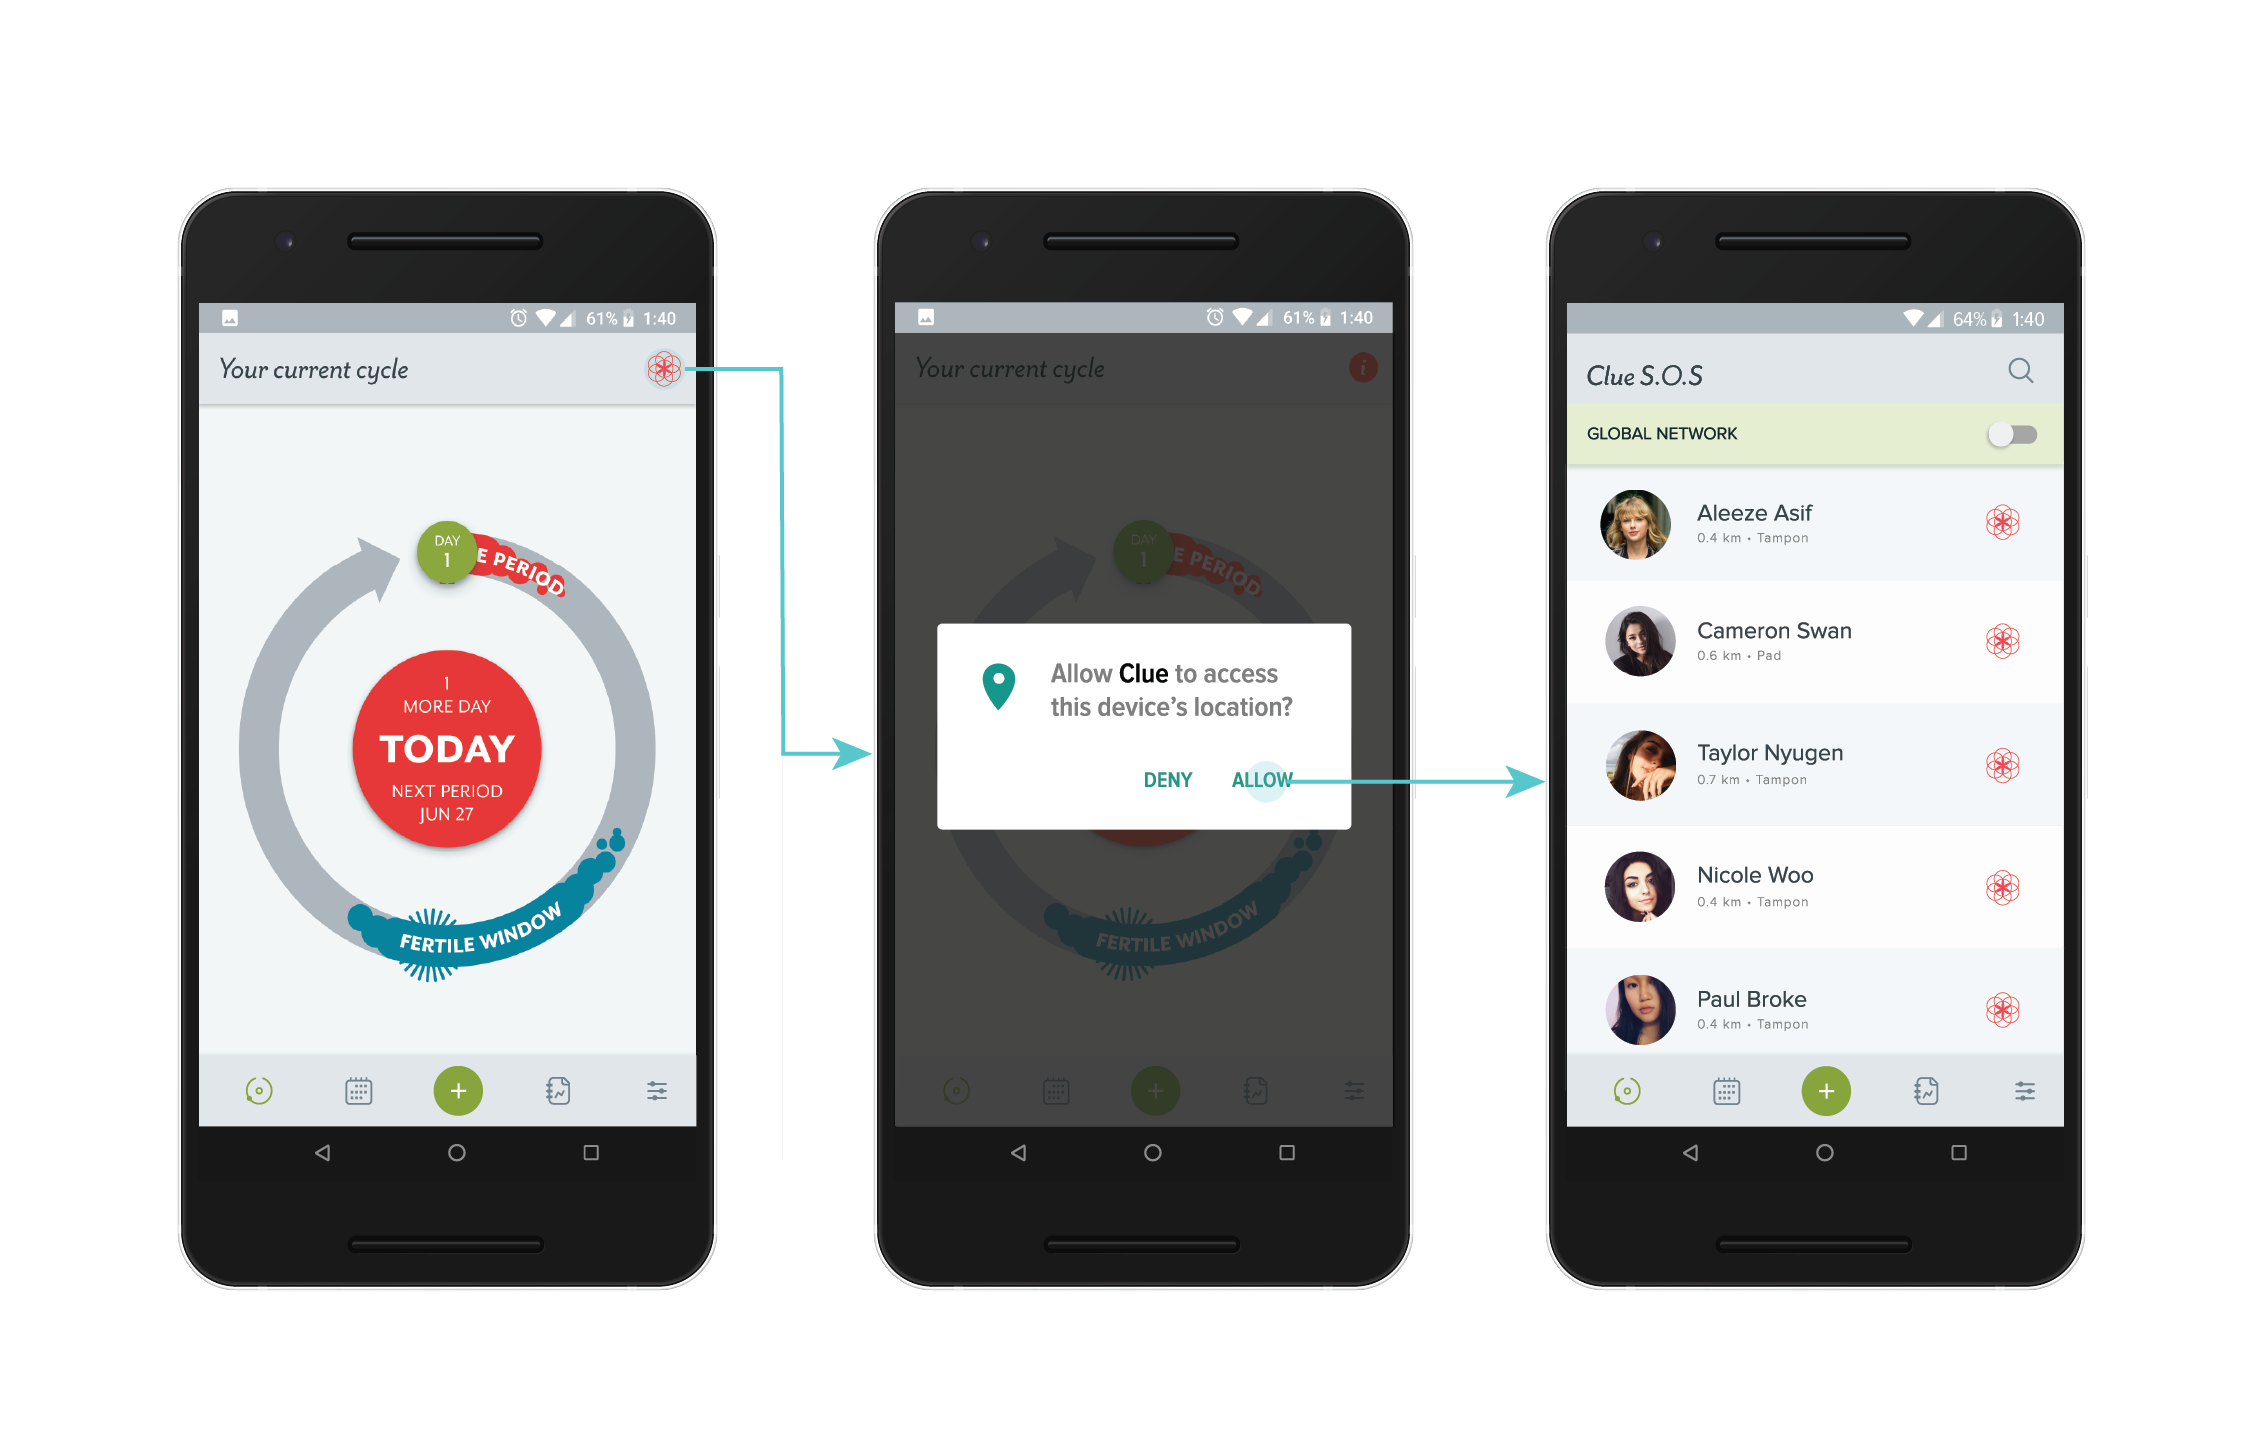 61% 1:40
Your current cycle
DAY
1
E PERIOD
1
MORE DAY
TODAY
NEXT PERIOD
JUN 27
FERTILE WINDOW
61% 1:40
Your current cycle
i
DAY
1
E PERIOD
Allow Clue to access
this device's location?
DENY ALLOW
FERTILE WINDOW
64% 1:40
Clue S.O.S
GLOBAL NETWORK
Aleeze Asif
0.4 km • Tampon
Cameron Swan
0.6 km • Pad
Taylor Nyugen
0.7 km • Tampon
Nicole Woo
0.4 km • Tampon
Paul Broke
0.4 km • Tampon